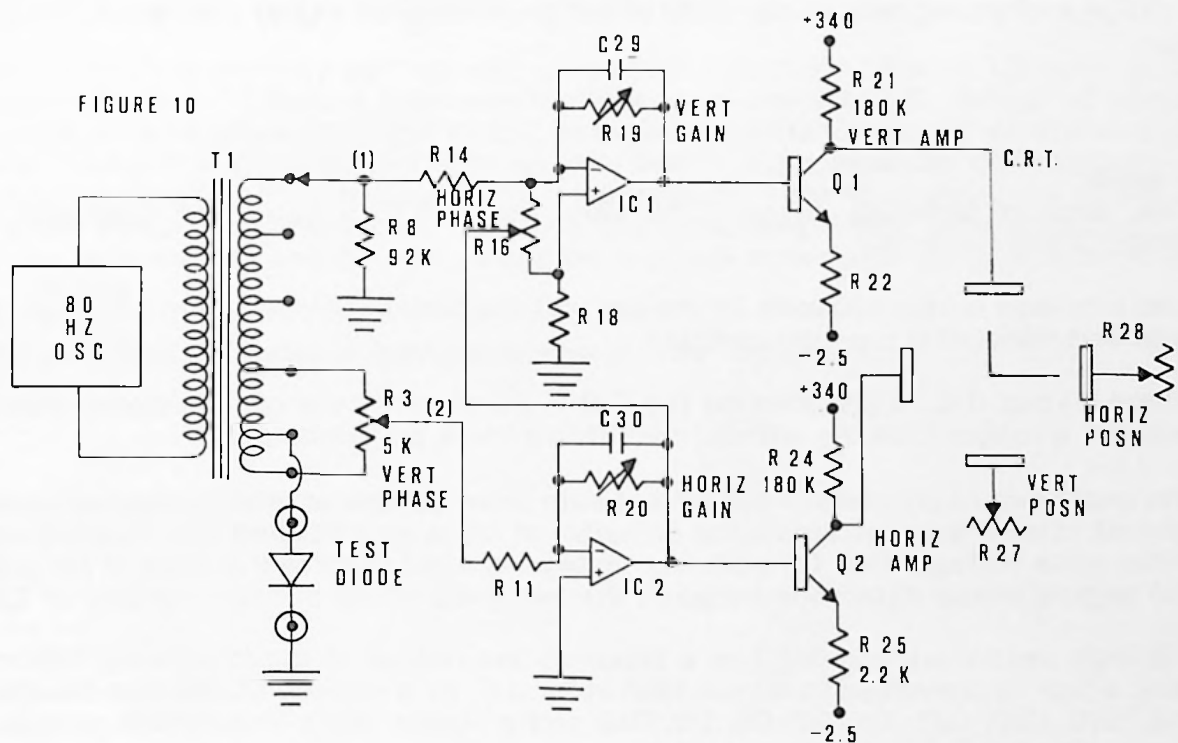 FIGURE 10
80
HZ
OSC
T1
(1)
R8
92K
R14
HORIZ
PHASE
R16
R18
C29
R19
VERT
GAIN
-
+
IC1
+340
R21
180K
VERT AMP
Q1
R22
-2.5
C.R.T.
R28
HORIZ
POSN
VERT
POSN
R27
R3
5K
VERT
PHASE
(2)
TEST
DIODE
R11
C30
R20
HORIZ
GAIN
-
+
IC2
+340
R24
180K
HORIZ
AMP
Q2
R25
2.2K
-2.5